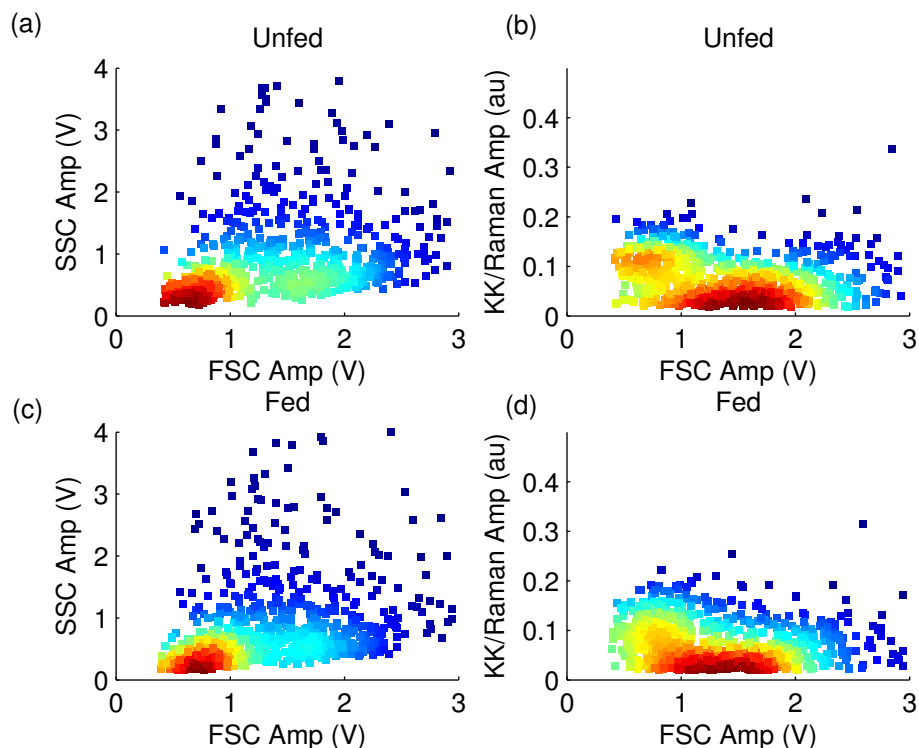 (a)
Unfed
SSC Amp (V)
4
3
2
1
0
0 1 2 3
FSC Amp (V)
(b)
Unfed
KK/Raman Amp (au)
0.4
0.3
0.2
0.1
0
0 1 2 3
FSC Amp (V)
(c)
Fed
SSC Amp (V)
4
3
2
1
0
0 1 2 3
FSC Amp (V)
(d)
Fed
KK/Raman Amp (au)
0.4
0.3
0.2
0.1
0
0 1 2 3
FSC Amp (V)